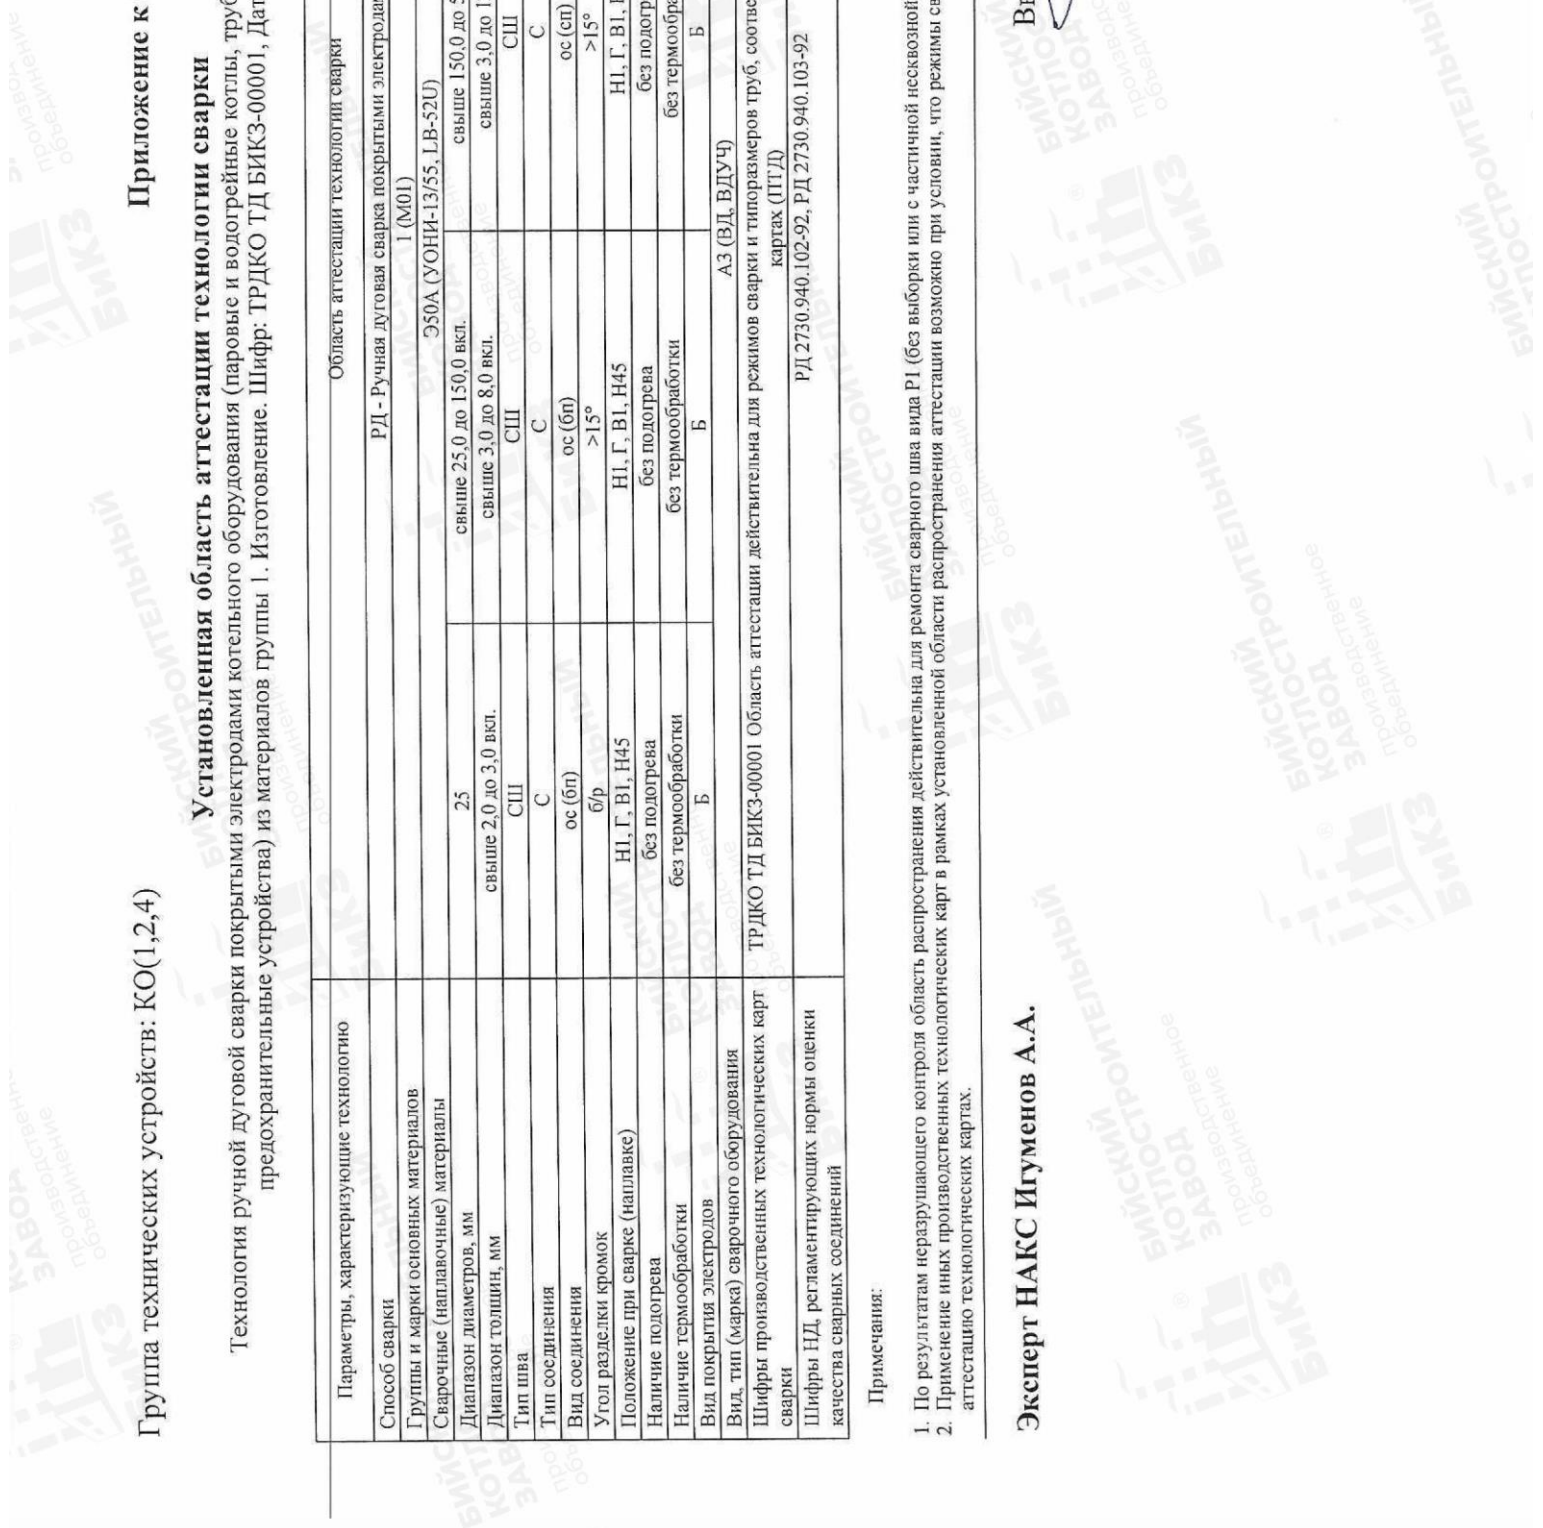 Группа технических устройств: КО(1,2,4) Приложение к
Установленная область аттестации технологии сварки
Технология ручной дуговой сварки покрытыми электродами котельного оборудования (паровые и водогрейные котлы,
предохранительные устройства) из материалов группы 1. Изготовление. Шифр: ТРДКО ТД БИКЗ-00001,
Параметры, характеризующие технологию Область аттестации технологии сварки
Способ сварки РД - Ручная дуговая сварка покрытыми
Группы и марки основных материалов 1 (М01)
Сварочные (наплавочные) материалы Э50А (УОНИ-13/55, LB-52U)
Диапазон диаметров, мм 25 свыше 25,0 до 150,0 вкл. свыше 150,0 до
Диапазон толщин, мм свыше 2,0 до 3,0 вкл. свыше 3,0 до 8,0 вкл. свыше 3,0 до
Тип шва СШ СШ СШ
Тип соединения С С С
Вид соединения ос (бп) ос (бп) ос (сп)
Угол разделки кромок б/р >15° >15°
Положение при сварке (наплавке) Н1, Г, В1, Н45 Н1, Г, В1, Н45 Н1, Г, В1,
Наличие подогрева без подогрева без подогрева без
Наличие термообработки без термообработки без термообработки без
Вид покрытия электродов Б Б Б
Вид, тип (марка) сварочного оборудования А3 (ВД, ВДУЧ)
Шифры производственных технологических карт
сварки
ТРДКО ТД БИКЗ-00001 Область аттестации действительна для режимов сварки и типоразмеров труб,
картах (ПТД)
Шифры НД, регламентирующих нормы оценки
качества сварных соединений
РД 2730.940.102-92, РД 2730.940.103-92
Примечания:
1. По результатам неразрушающего контроля область распространения действительна для ремонта сварного шва вида Р1 (без выборки или с частичной несквозной
2. Применение иных производственных технологических карт в рамках установленной области распространения аттестации возможно при условии, что режимы
аттестацию технологических картах.
Эксперт НАКС Игуменов А.А.
БИЙСКИЙ
КОТЛОСТРОИТЕЛЬНЫЙ
ЗАВОД
производственное
объединение
БИКЗ